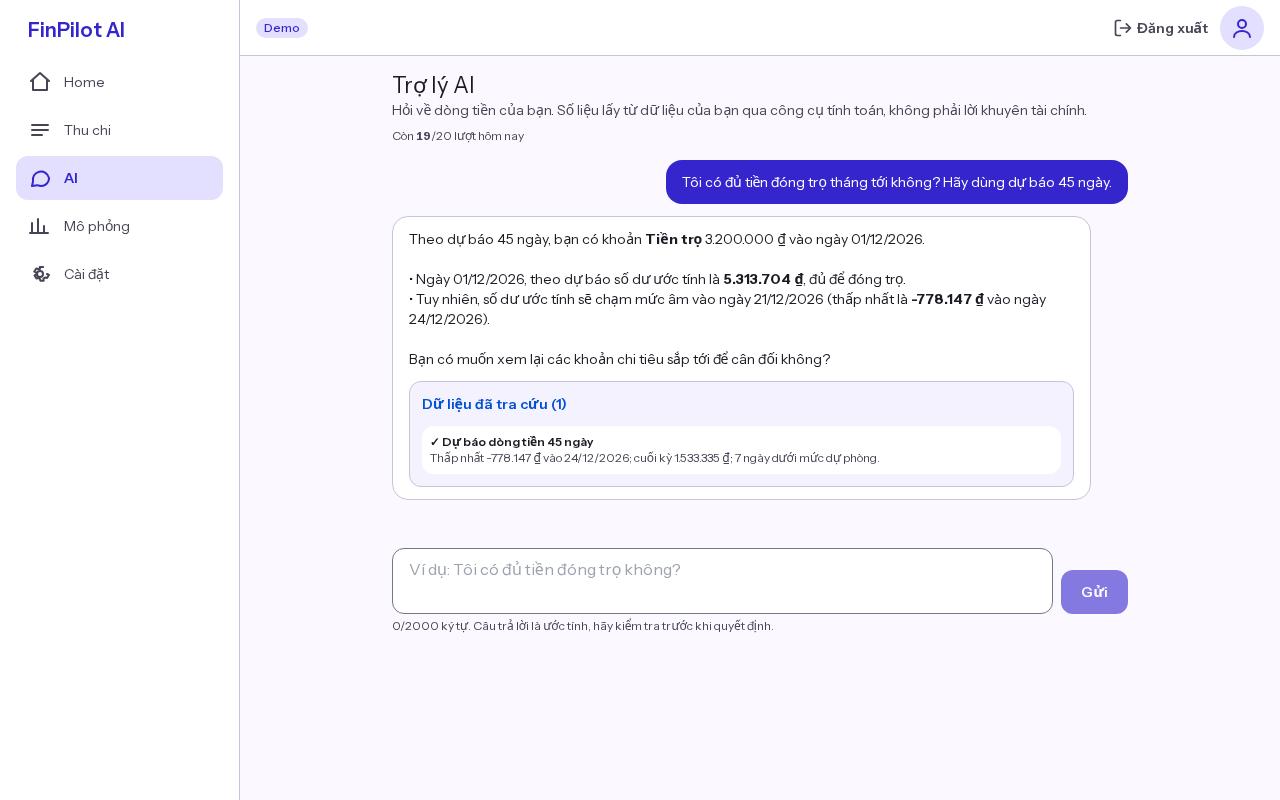 FinPilot AI
Home
Thu chi
AI
Mô phỏng
Cài đặt
Demo
Đăng xuất
Trợ lý AI
Hỏi về dòng tiền của bạn. Số liệu lấy từ dữ liệu của bạn qua công cụ tính toán, không phải lời khuyên tài chính.
Còn 19/20 lượt hôm nay
Tôi có đủ tiền đóng trọ tháng tới không? Hãy dùng dự báo 45 ngày.
Theo dự báo 45 ngày, bạn có khoản Tiền trọ 3.200.000 ₫ vào ngày 01/12/2026.
• Ngày 01/12/2026, theo dự báo số dư ước tính là 5.313.704 ₫, đủ để đóng trọ.
• Tuy nhiên, số dư ước tính sẽ chạm mức âm vào ngày 21/12/2026 (thấp nhất là -778.147 ₫ vào ngày
24/12/2026).
Bạn có muốn xem lại các khoản chi tiêu sắp tới để cân đối không?
Dữ liệu đã tra cứu (1)
✓ Dự báo dòng tiền 45 ngày
Thấp nhất -778.147 ₫ vào 24/12/2026; cuối kỳ 1.533.335 ₫; 7 ngày dưới mức dự phòng.
Ví dụ: Tôi có đủ tiền đóng trọ không?
Gửi
0/2000 ký tự. Câu trả lời là ước tính, hãy kiểm tra trước khi quyết định.